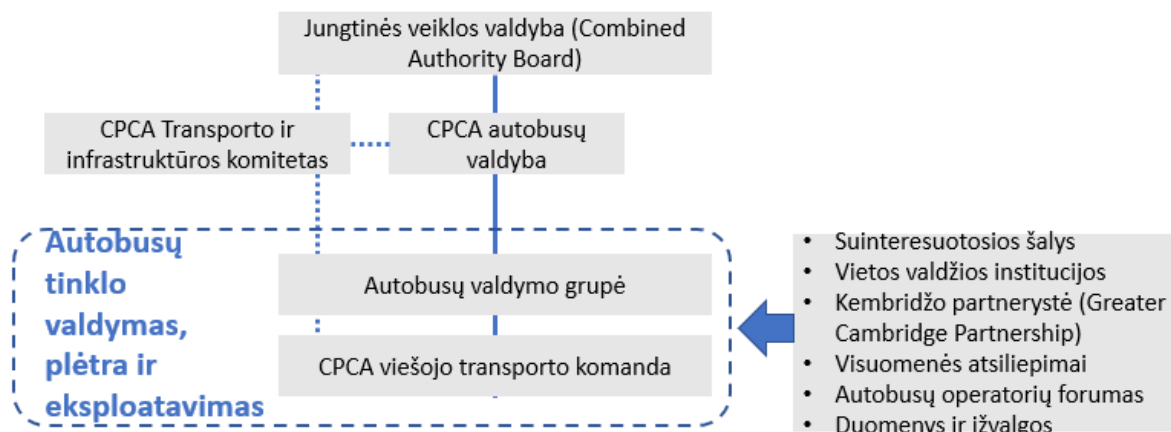 Jungtinės veiklos valdyba (Combined
Authority Board)
CPCA Transporto ir
infrastruktūros komitetas
CPCA autobusų
valdyba
Autobusų
tinklo
valdymas,
plėtra ir
eksploatavimas
Autobusų valdymo grupė
CPCA viešojo transporto komanda
• Suinteresuotosios šalys
• Vietos valdžios institucijos
• Kembridžo partnerystė (Greater
Cambridge Partnership)
• Visuomenės atsiliepimai
• Autobusų operatorių forumas
• Duomenys ir ižvalgos